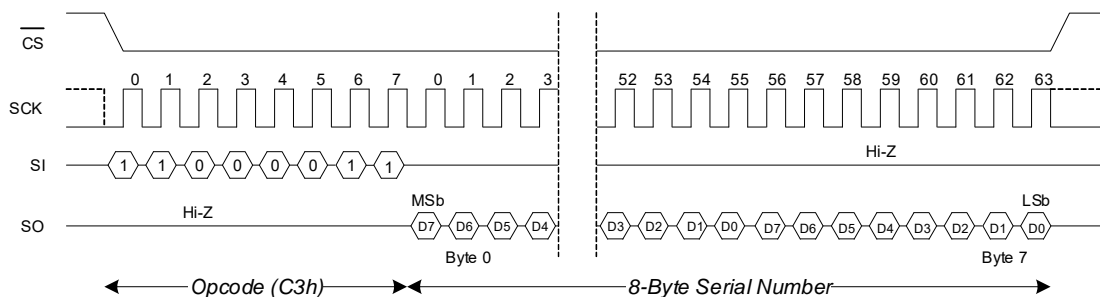 CS
0 1 2 3 4 5 6 7 0 1 2 3 52 53 54 55 56 57 58 59 60 61 62 63
SCK
Hi-Z
SI 1 1 0 0 0 0 1 1
MSb LSb
Hi-Z
SO D7 D6 D5 D4 D3 D2 D1 D0 D7 D6 D5 D4 D3 D2 D1 D0
Byte 0 Byte 7
Opcode (C3h) 8-Byte Serial Number